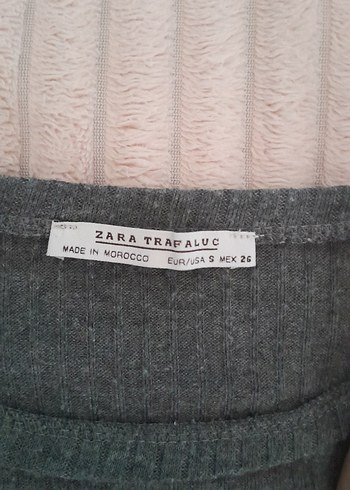 ZARA TRAFALUC
MADE IN MOROCCO EUR/USA S MEX 26